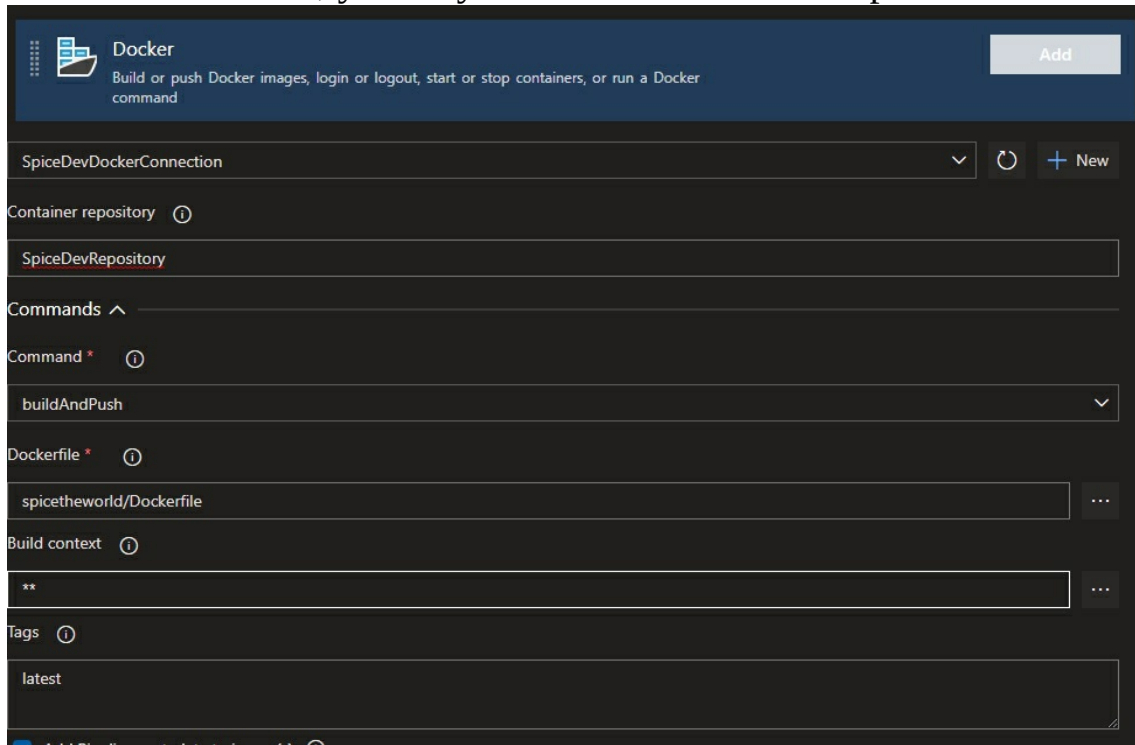 Docker
Add
Build or push Docker images, login or logout, start or stop containers, or run a Docker
command
SpiceDevDockerConnection
New
Container repository
SpiceDevRepository
Commands
Command *
buildAndPush
Dockerfile *
spicetheworld/Dockerfile
...
Build context
**
...
Tags
latest